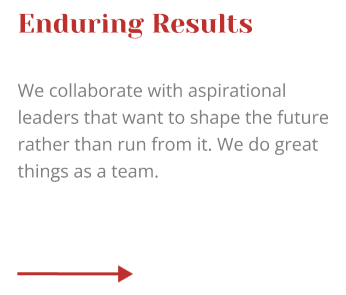 Enduring Results
We collaborate with aspirational
leaders that want to shape the future
rather than run from it. We do great
things as a team.